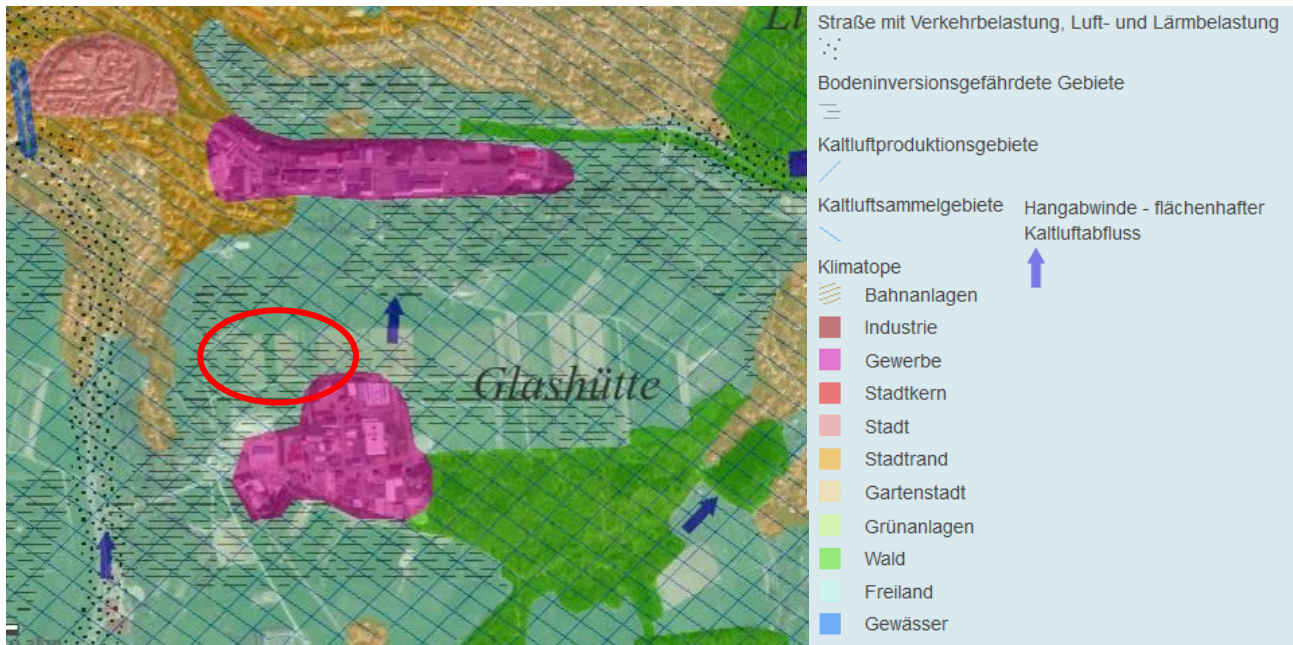 Glashütte
Straße mit Verkehrbelastung, Luft- und Lärmbelastung
Bodeninversionsgefährdete Gebiete
Kaltluftproduktionsgebiete
Kaltluftsammelgebiete
Hangabwinde - flächenhafter
Kaltluftabfluss
Klimatope
Bahnanlagen
Industrie
Gewerbe
Stadtkern
Stadt
Stadtrand
Gartenstadt
Grünanlagen
Wald
Freiland
Gewässer